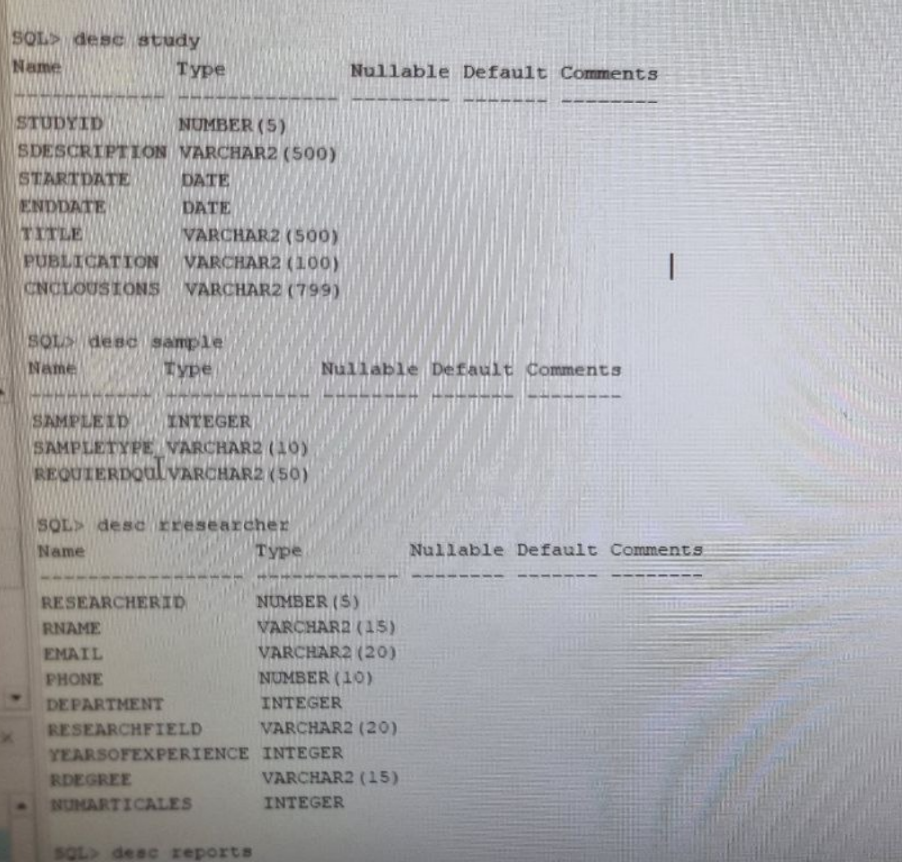 SQL> desc study
Name Type Nullable Default Comments
------------ ------------- -------- ------- --------
STUDYID NUMBER(5)
SDESCRIPTION VARCHAR2(500)
STARTDATE DATE
ENDDATE DATE
TITLE VARCHAR2(500)
PUBLICATION VARCHAR2(100)
CNCLOUSIONS VARCHAR2(799)
SQL> desc sample
Name Type Nullable Default Comments
---------- ------------ -------- ------- --------
SAMPLEID INTEGER
SAMPLETYPE VARCHAR2(10)
REQUIERDQUI VARCHAR2(50)
SQL> desc rresearcher
Name Type Nullable Default Comments
----------------- ------------ -------- ------- --------
RESEARCHERID NUMBER(5)
RNAME VARCHAR2(15)
EMAIL VARCHAR2(20)
PHONE NUMBER(10)
DEPARTMENT INTEGER
RESEARCHFIELD VARCHAR2(20)
YEARSOFEXPERIENCE INTEGER
RDEGREE VARCHAR2(15)
NUMARTICALES INTEGER
SQL> desc reports